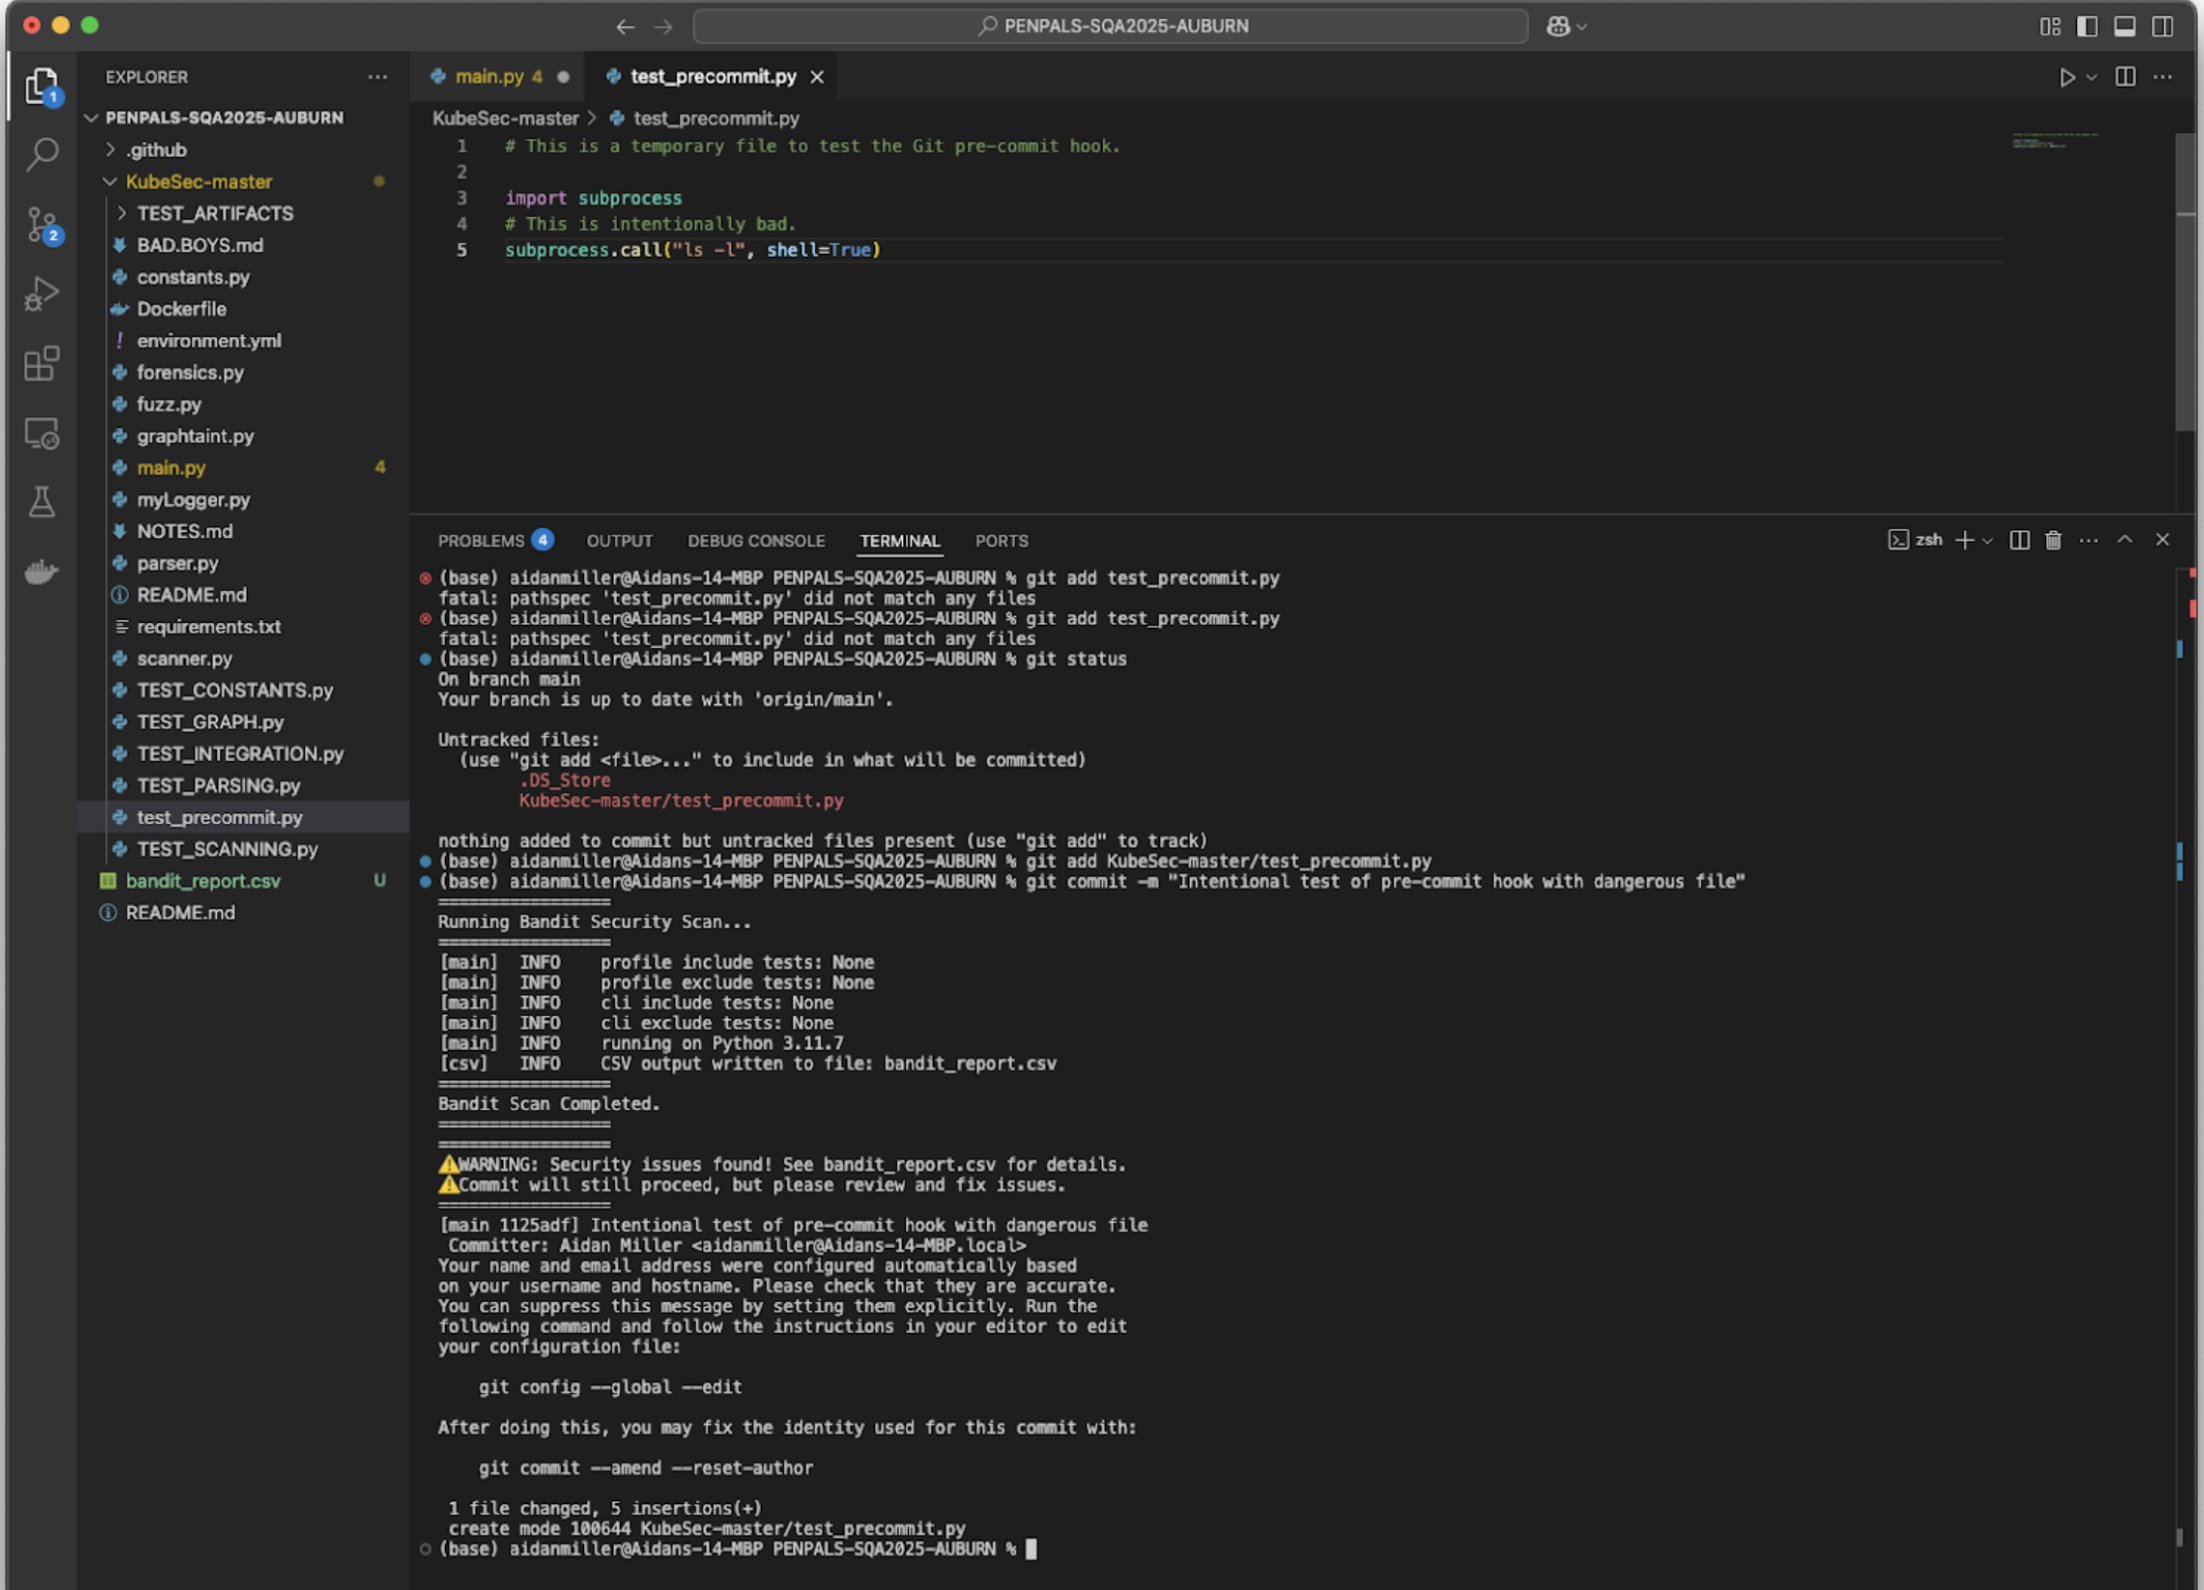 PENPALS-SQA2025-AUBURN
EXPLORER
1
2
PENPALS-SQA2025-AUBURN
.github
KubeSec-master
TEST_ARTIFACTS
BAD.BOYS.md
constants.py
Dockerfile
environment.yml
forensics.py
fuzz.py
graphtaint.py
main.py 4
myLogger.py
NOTES.md
parser.py
README.md
requirements.txt
scanner.py
TEST_CONSTANTS.py
TEST_GRAPH.py
TEST_INTEGRATION.py
TEST_PARSING.py
test_precommit.py
TEST_SCANNING.py
bandit_report.csv U
README.md
main.py 4
test_precommit.py
KubeSec-master > test_precommit.py
1 # This is a temporary file to test the Git pre-commit hook.
2
3 import subprocess
4 # This is intentionally bad.
5 subprocess.call("ls -l", shell=True)
PROBLEMS 4 OUTPUT DEBUG CONSOLE TERMINAL PORTS zsh
(base) aidanmiller@Aidans-14-MBP PENPALS-SQA2025-AUBURN % git add test_precommit.py
fatal: pathspec 'test_precommit.py' did not match any files
(base) aidanmiller@Aidans-14-MBP PENPALS-SQA2025-AUBURN % git add test_precommit.py
fatal: pathspec 'test_precommit.py' did not match any files
(base) aidanmiller@Aidans-14-MBP PENPALS-SQA2025-AUBURN % git status
On branch main
Your branch is up to date with 'origin/main'.
Untracked files:
(use "git add <file>..." to include in what will be committed)
.DS_Store
KubeSec-master/test_precommit.py
nothing added to commit but untracked files present (use "git add" to track)
(base) aidanmiller@Aidans-14-MBP PENPALS-SQA2025-AUBURN % git add KubeSec-master/test_precommit.py
(base) aidanmiller@Aidans-14-MBP PENPALS-SQA2025-AUBURN % git commit -m "Intentional test of pre-commit hook with dangerous file"
=================
Running Bandit Security Scan...
=================
[main] INFO profile include tests: None
[main] INFO profile exclude tests: None
[main] INFO cli include tests: None
[main] INFO cli exclude tests: None
[main] INFO running on Python 3.11.7
[csv] INFO CSV output written to file: bandit_report.csv
=================
Bandit Scan Completed.
=================
=================
⚠️WARNING: Security issues found! See bandit_report.csv for details.
⚠️Commit will still proceed, but please review and fix issues.
=================
[main 1125adf] Intentional test of pre-commit hook with dangerous file
Committer: Aidan Miller <aidanmiller@Aidans-14-MBP.local>
Your name and email address were configured automatically based
on your username and hostname. Please check that they are accurate.
You can suppress this message by setting them explicitly. Run the
following command and follow the instructions in your editor to edit
your configuration file:
git config --global --edit
After doing this, you may fix the identity used for this commit with:
git commit --amend --reset-author
1 file changed, 5 insertions(+)
create mode 100644 KubeSec-master/test_precommit.py
(base) aidanmiller@Aidans-14-MBP PENPALS-SQA2025-AUBURN %